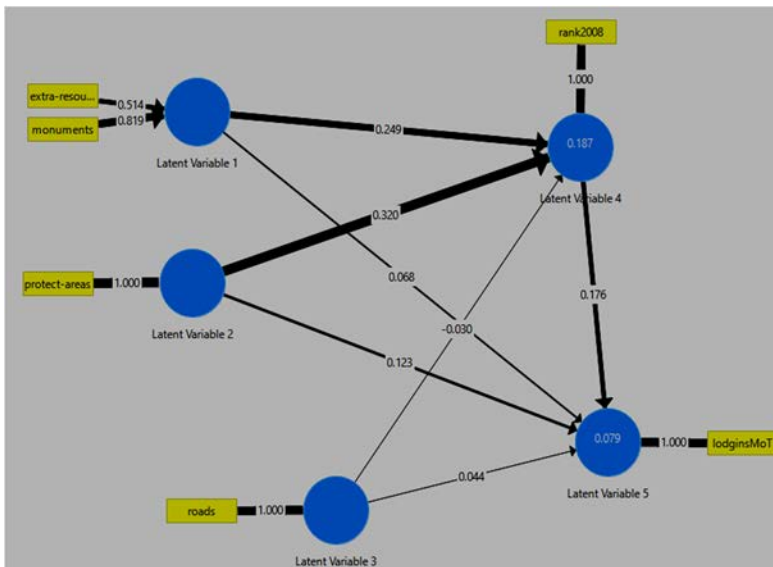 rank2008
1.000
extra-resou...
0.514
monuments
0.819
Latent Variable 1
0.249
0.187
Latent Variable 4
0.320
protect-areas
1.000
Latent Variable 2
0.068
0.176
-0.030
0.123
0.079
1.000
lodginsMoT
Latent Variable 5
0.044
roads
1.000
Latent Variable 3